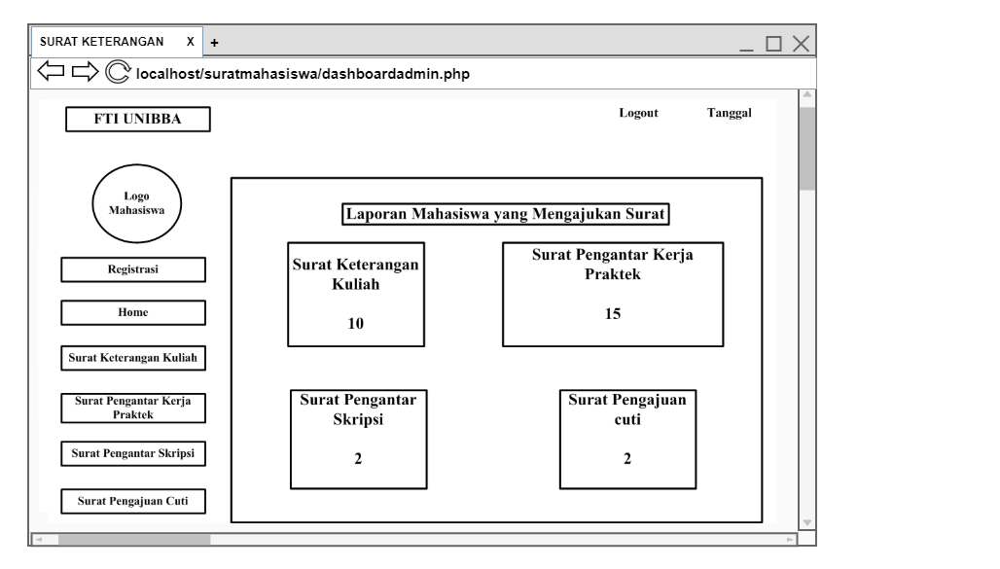 SURAT KETERANGAN X +
localhost/suratmahasiswa/dashboardadmin.php
FTI UNIBBA
Logout
Tanggal
Logo
Mahasiswa
Registrasi
Home
Surat Keterangan Kuliah
Surat Pengantar Kerja
Praktek
Surat Pengantar Skripsi
Surat Pengajuan Cuti
Laporan Mahasiswa yang Mengajukan Surat
Surat Keterangan
Kuliah
10
Surat Pengantar Kerja
Praktek
15
Surat Pengantar
Skripsi
2
Surat Pengajuan
cuti
2